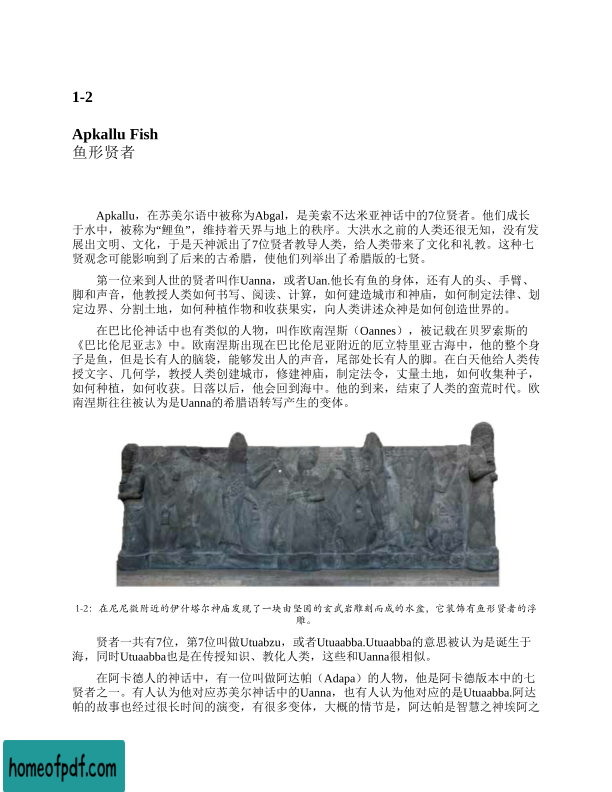 1-2
Apkallu Fish
鱼形贤者
Apkallu，在苏美尔语中被称为Abgal，是美索不达米亚神话中的7位贤者。他们成长
于水中，被称为“鲤鱼”，维持着天界与地上的秩序。大洪水之前的人类还很无知，没有发
展出文明、文化，于是天神派出了7位贤者教导人类，给人类带来了文化和礼教。这种七
贤观念可能影响到了后来的古希腊，使他们列举出了希腊版的七贤。
第一位来到人世的贤者叫作Uanna，或者Uan.他长有鱼的身体，还有人的头、手臂、
脚和声音，他教授人类如何书写、阅读、计算，如何建造城市和神庙，如何制定法律、划
定边界、分割土地，如何种植作物和收获果实，向人类讲述众神是如何创造世界的。
在巴比伦神话中也有类似的人物，叫作欧南涅斯（Oannes），被记载在贝罗索斯的
《巴比伦尼亚志》中。欧南涅斯出现在巴比伦尼亚附近的厄立特里亚古海中，他的整个身
子是鱼，但是长有人的脑袋，能够发出人的声音，尾部处长有人的脚。在白天他给人类传
授文字、几何学，教授人类创建城市，修建神庙，制定法令，丈量土地，如何收集种子，
如何种植，如何收获。日落以后，他会回到海中。他的到来，结束了人类的蛮荒时代。欧
南涅斯往往被认为是Uanna的希腊语转写产生的变体。
1-2：在尼尼微附近的伊什塔尔神庙发现了一块由坚固的玄武岩雕刻而成的水盆，它装饰有鱼形贤者的浮
雕。
贤者一共有7位，第7位叫做Utuabzu，或者Utuaabba.Utuaabba的意思被认为是诞生于
海，同时Utuaabba也是在传授知识、教化人类，这些和Uanna很相似。
在阿卡德人的神话中，有一位叫做阿达帕（Adapa）的人物，他是阿卡德版本中的七
贤者之一。有人认为他对应苏美尔神话中的Uanna，也有人认为他对应的是Utuaabba.阿达
帕的故事也经过很长时间的演变，有很多变体，大概的情节是，阿达帕是智慧之神埃阿之
homeofpdf.com